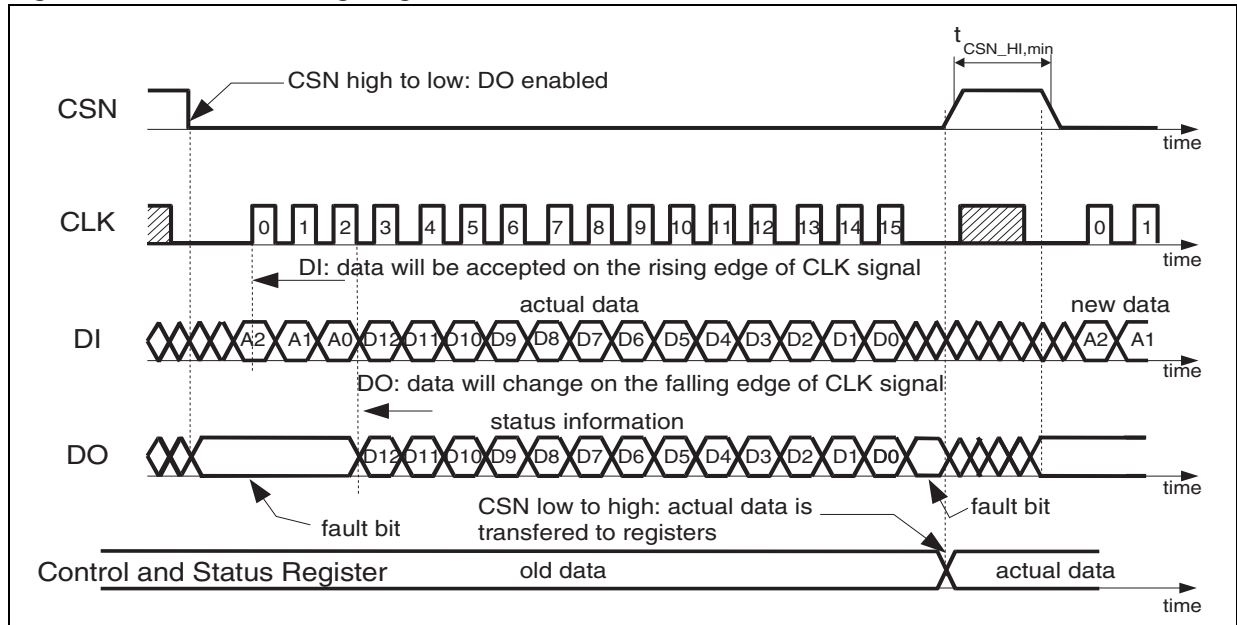 t CSN_HI,min
CSN high to low: DO enabled
CSN
time
CLK
0 1 2 3 4 5 6 7 8 9 10 11 12 13 14 15 0 1
time
DI: data will be accepted on the rising edge of CLK signal
actual data
new data
DI
A2 A1 A0 D12 D11 D10 D9 D8 D7 D6 D5 D4 D3 D2 D1 D0 A2 A1
time
DO: data will change on the falling edge of CLK signal
status information
DO
D12 D11 D10 D9 D8 D7 D6 D5 D4 D3 D2 D1 D0
time
fault bit
CSN low to high: actual data is
transfered to registers
fault bit
Control and Status Register
old data
actual data
time